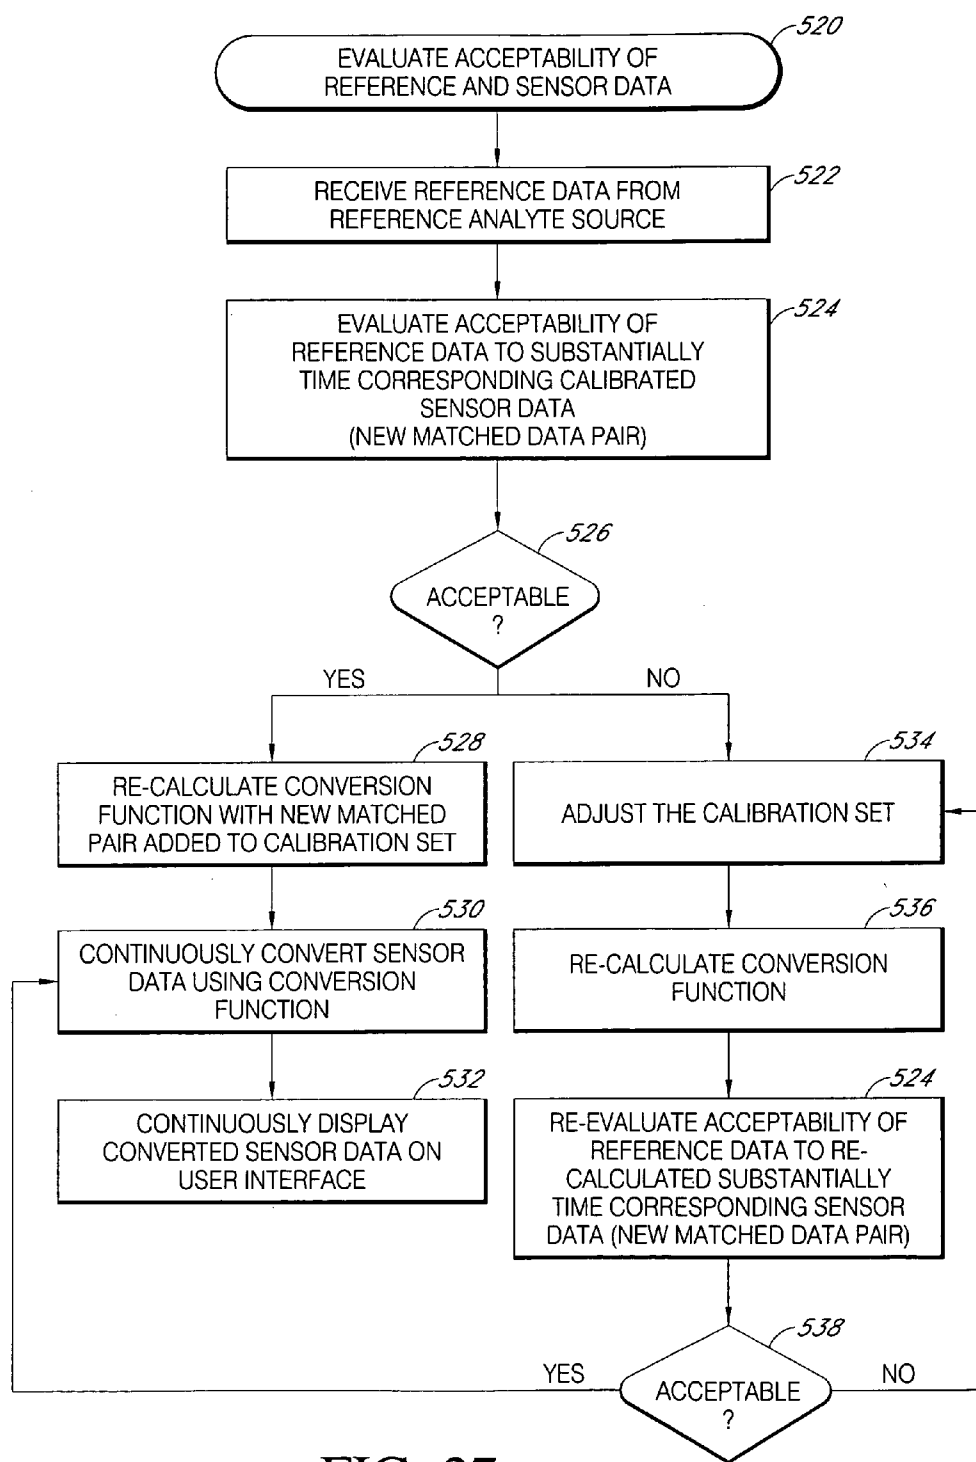 520
EVALUATE ACCEPTABILITY OF
REFERENCE AND SENSOR DATA
522
RECEIVE REFERENCE DATA FROM
REFERENCE ANALYTE SOURCE
524
EVALUATE ACCEPTABILITY OF
REFERENCE DATA TO SUBSTANTIALLY
TIME CORRESPONDING CALIBRATED
SENSOR DATA
(NEW MATCHED DATA PAIR)
526
ACCEPTABLE
?
YES
NO
528
RE-CALCULATE CONVERSION
FUNCTION WITH NEW MATCHED
PAIR ADDED TO CALIBRATION SET
534
ADJUST THE CALIBRATION SET
530
CONTINUOUSLY CONVERT SENSOR
DATA USING CONVERSION
FUNCTION
536
RE-CALCULATE CONVERSION
FUNCTION
532
CONTINUOUSLY DISPLAY
CONVERTED SENSOR DATA ON
USER INTERFACE
524
RE-EVALUATE ACCEPTABILITY OF
REFERENCE DATA TO RE-
CALCULATED SUBSTANTIALLY
TIME CORRESPONDING SENSOR
DATA (NEW MATCHED DATA PAIR)
538
YES
ACCEPTABLE
?
NO